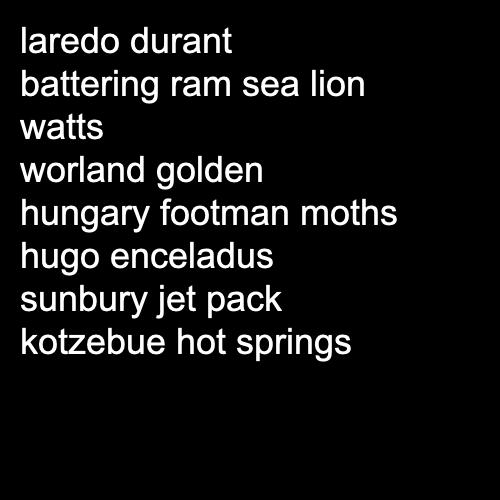 laredo durant
battering ram sea lion
watts
worland golden
hungary footman moths
hugo enceladus
sunbury jet pack
kotzebue hot springs